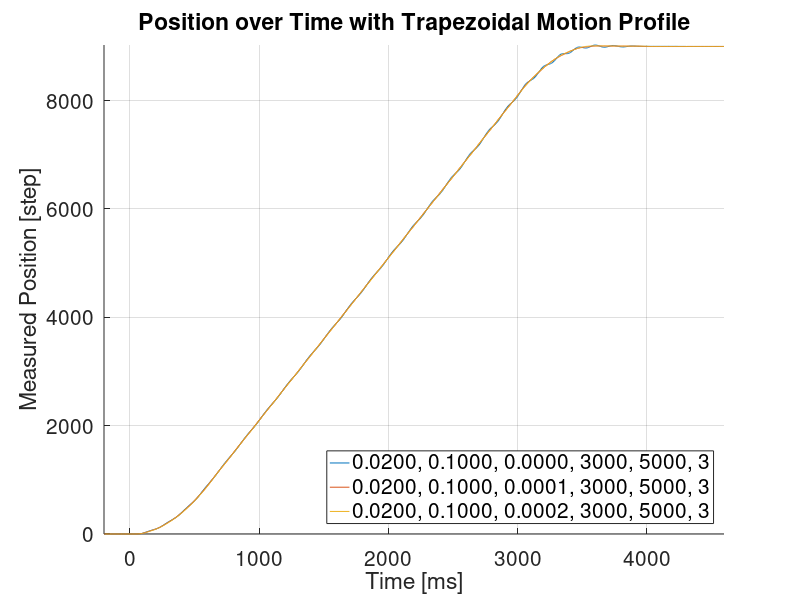 Position over Time with Trapezoidal Motion Profile
8000
6000
4000
2000
0
Measured Position [step]
0.0200, 0.1000, 0.0000, 3000, 5000, 3
0.0200, 0.1000, 0.0001, 3000, 5000, 3
0.0200, 0.1000, 0.0002, 3000, 5000, 3
0 1000 2000 3000 4000
Time [ms]